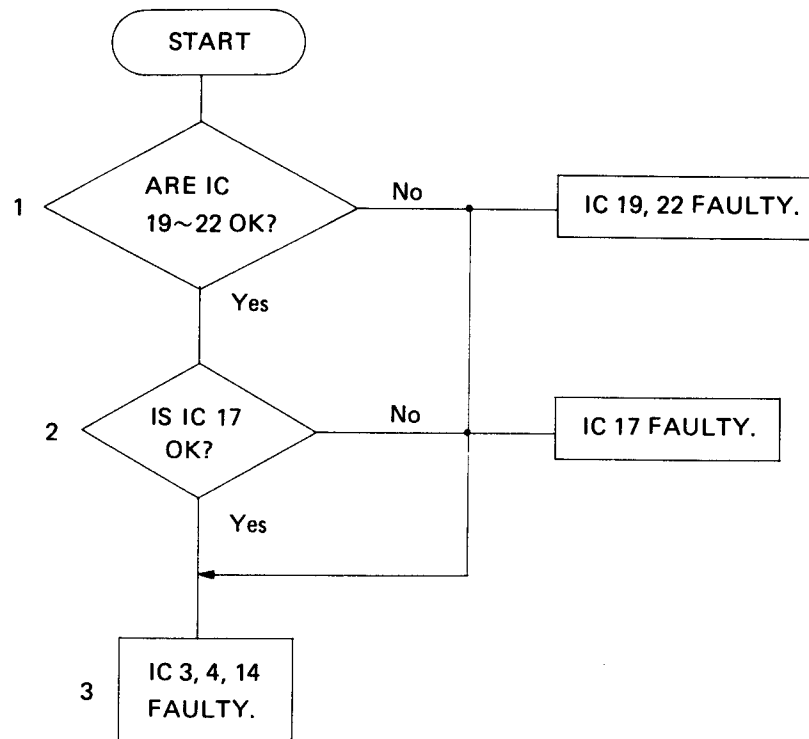 START
1
ARE IC
19~22 OK?
No
IC 19, 22 FAULTY.
Yes
2
IS IC 17
OK?
No
IC 17 FAULTY.
Yes
3
IC 3, 4, 14
FAULTY.